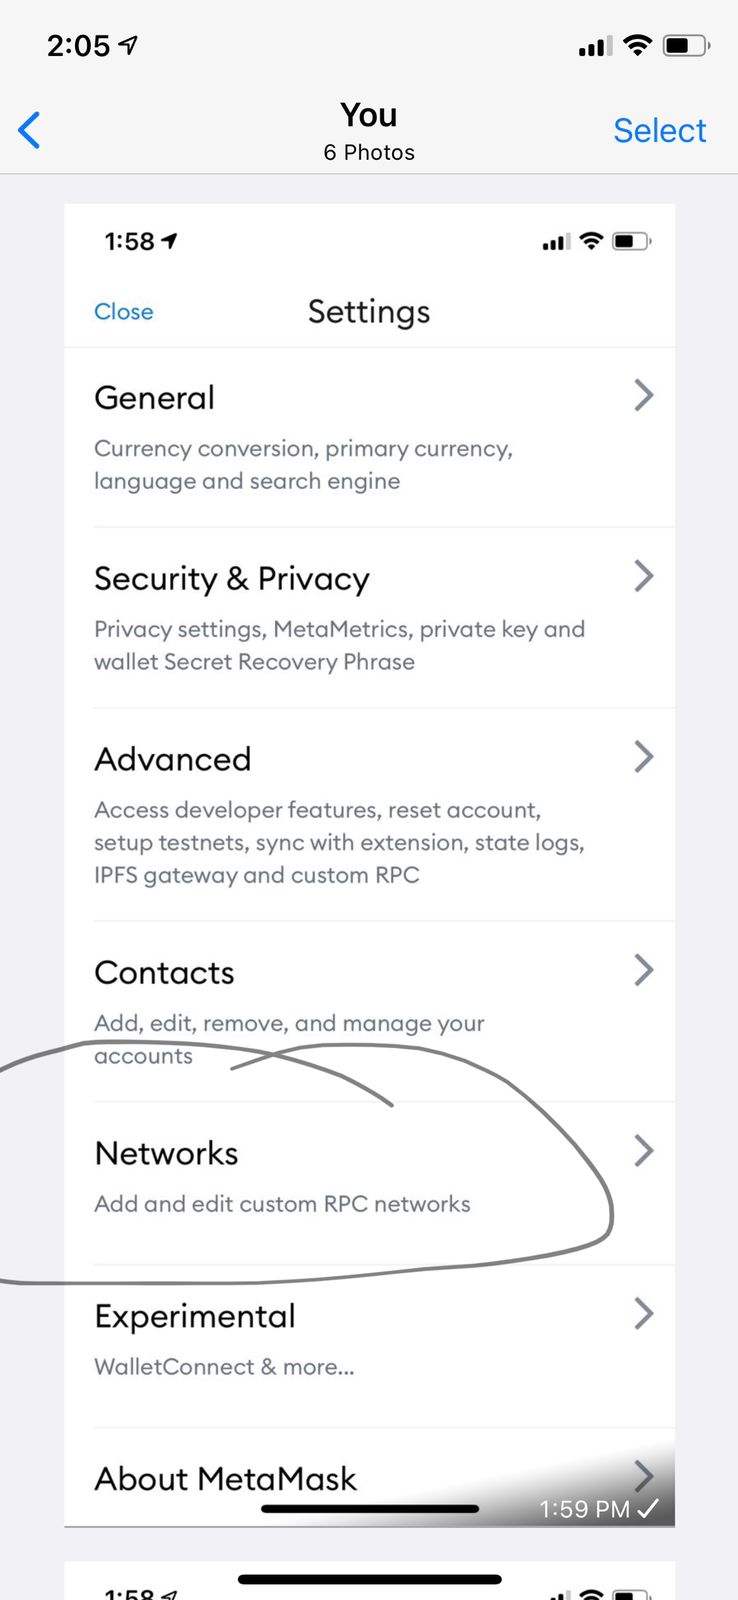 2:05
You
6 Photos
Select
1:58
Close
Settings
General
Currency conversion, primary currency,
language and search engine
Security & Privacy
Privacy settings, MetaMetrics, private key and
wallet Secret Recovery Phrase
Advanced
Access developer features, reset account,
setup testnets, sync with extension, state logs,
IPFS gateway and custom RPC
Contacts
Add, edit, remove, and manage your
accounts
Networks
Add and edit custom RPC networks
Experimental
WalletConnect & more...
About MetaMask
1:59 PM
1:58